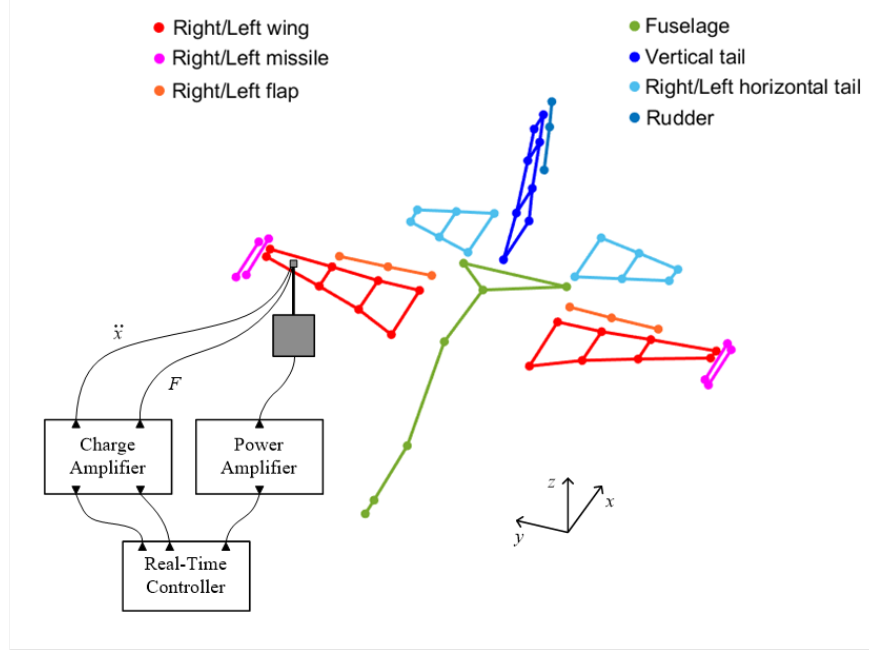 Right/Left wing
Right/Left missile
Right/Left flap
Fuselage
Vertical tail
Right/Left horizontal tail
Rudder
ẍ
F
Charge
Amplifier
Power
Amplifier
Real-Time
Controller
z
x
y